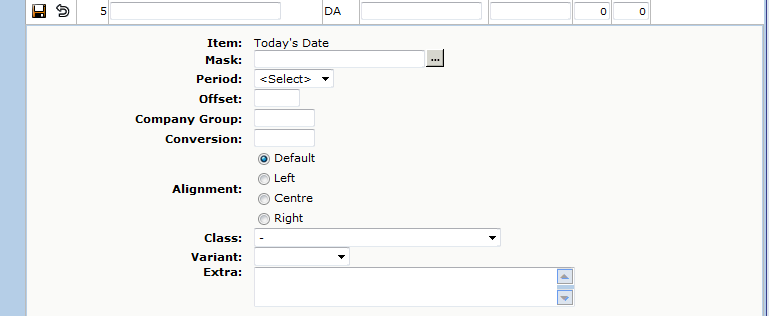 5 DA 0 0
Item: Today's Date
Mask: ...
Period: <Select>
Offset:
Company Group:
Conversion:
Default
Alignment: Left
Centre
Right
Class: -
Variant:
Extra: